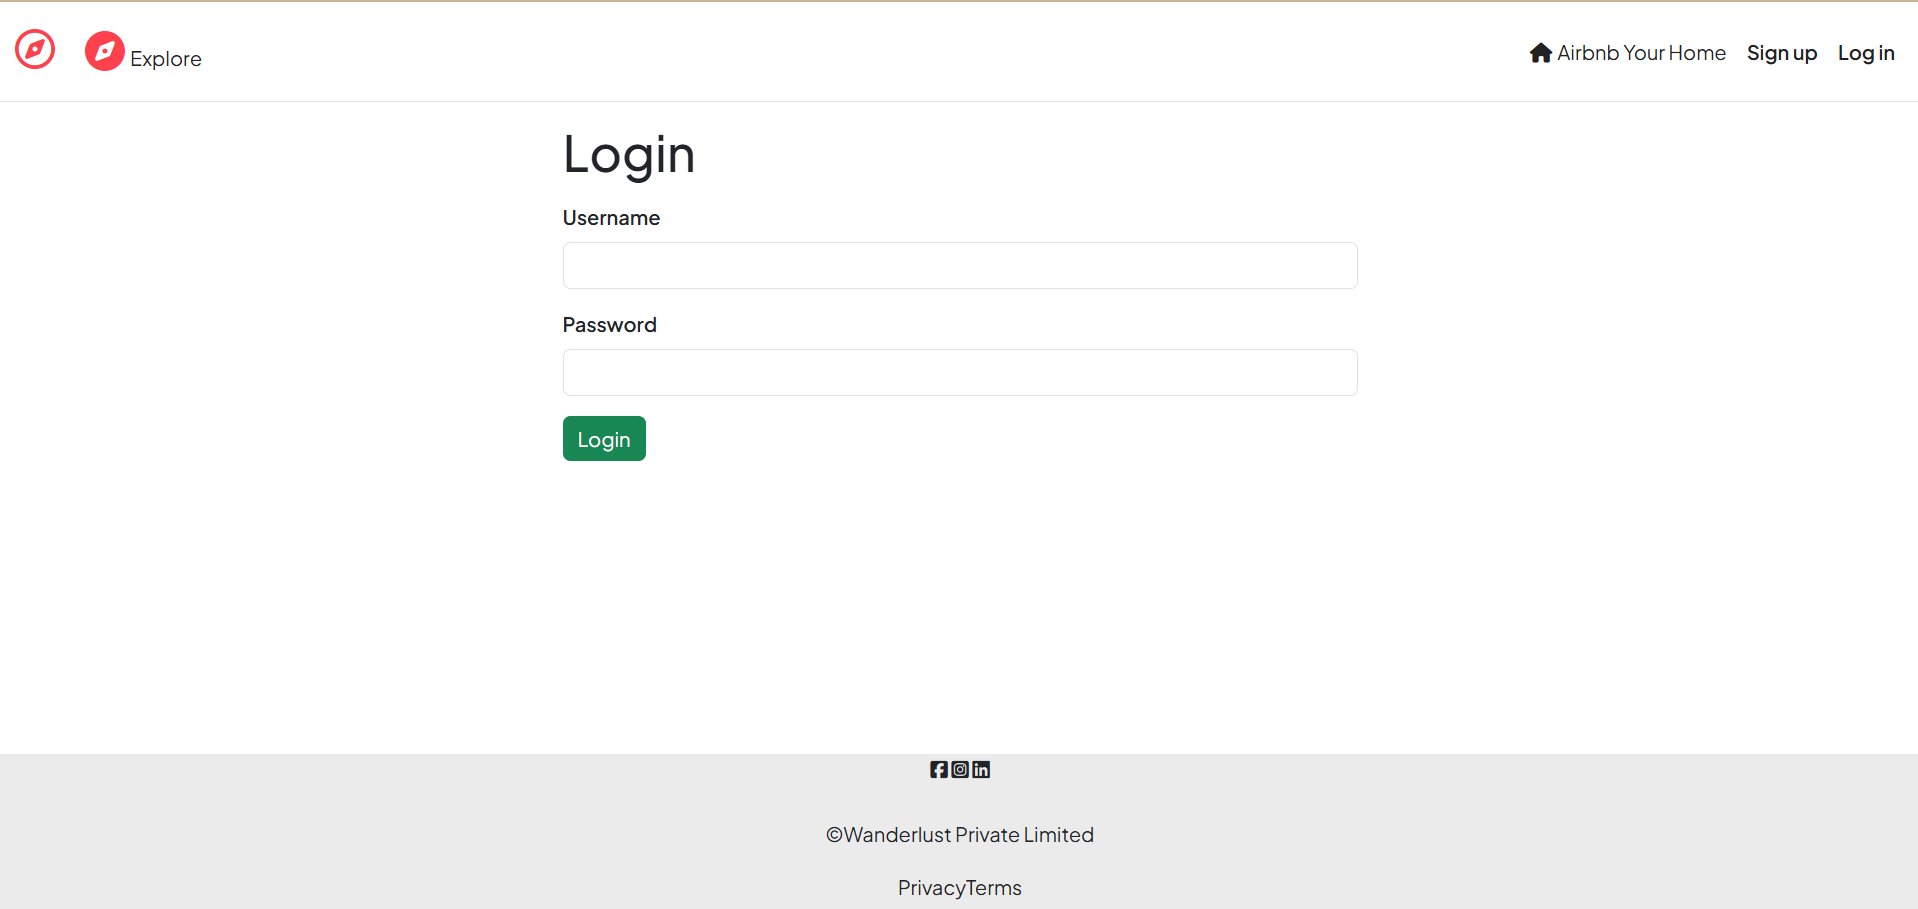 Explore
Airbnb Your Home Sign up Log in
Login
Username
Password
Login
©Wanderlust Private Limited
PrivacyTerms